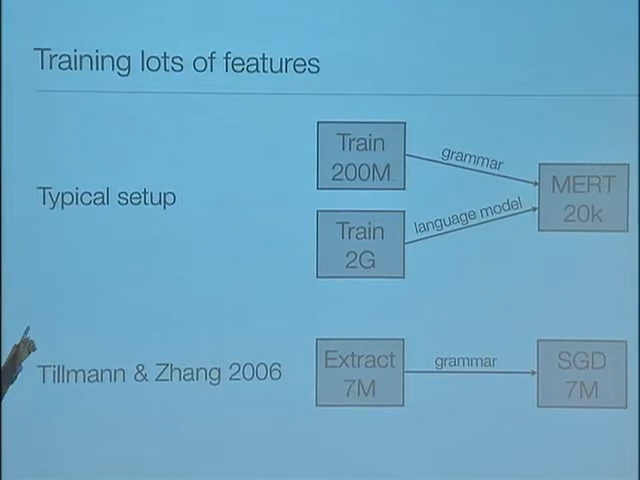 Training lots of features
Typical setup
Train
200M
grammar
MERT
20k
Train
2G
language model
Tillmann & Zhang 2006
Extract
7M
grammar
SGD
7M